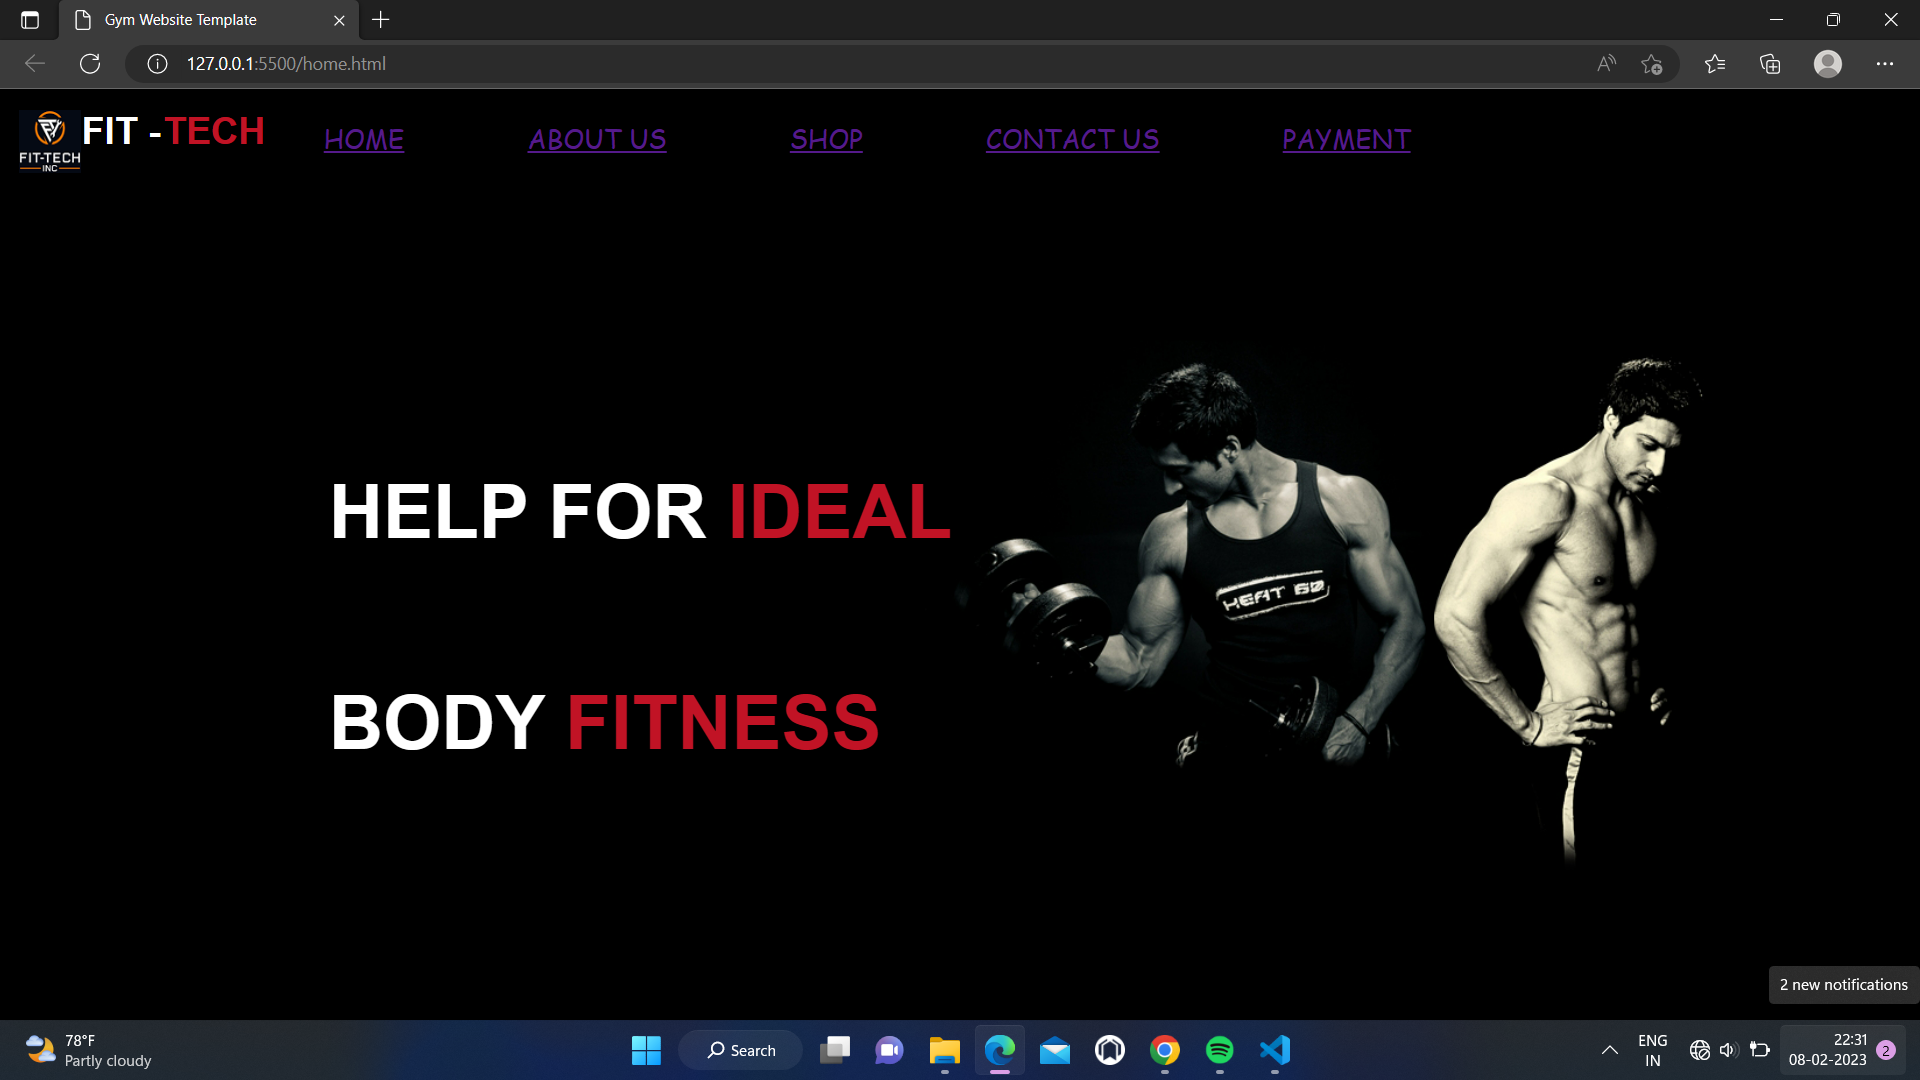 Gym Website Template
127.0.0.1:5500/home.html
FIT-TECH
INC
FIT -TECH
HOME ABOUT US SHOP CONTACT US PAYMENT
HELP FOR IDEAL
HEAT 60
BODY FITNESS
2 new notifications
78°F
Partly cloudy
Search
ENG
IN
22:31
08-02-2023
2